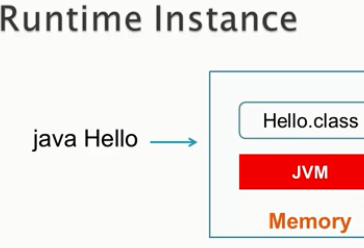 Runtime Instance
java Hello
Hello.class
JVM
Memory